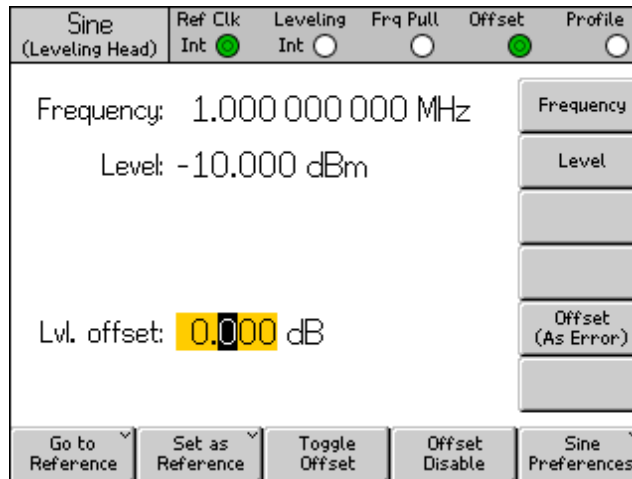 Sine
(Leveling Head)
Ref Clk
Int
Leveling
Int
Frq Pull
Offset
Profile
Frequency: 1.000 000 000 MHz
Level: -10.000 dBm
Lvl. offset: 0.000 dB
Frequency
Level
Offset
(As Error)
Go to
Reference
Set as
Reference
Toggle
Offset
Offset
Disable
Sine
Preferences